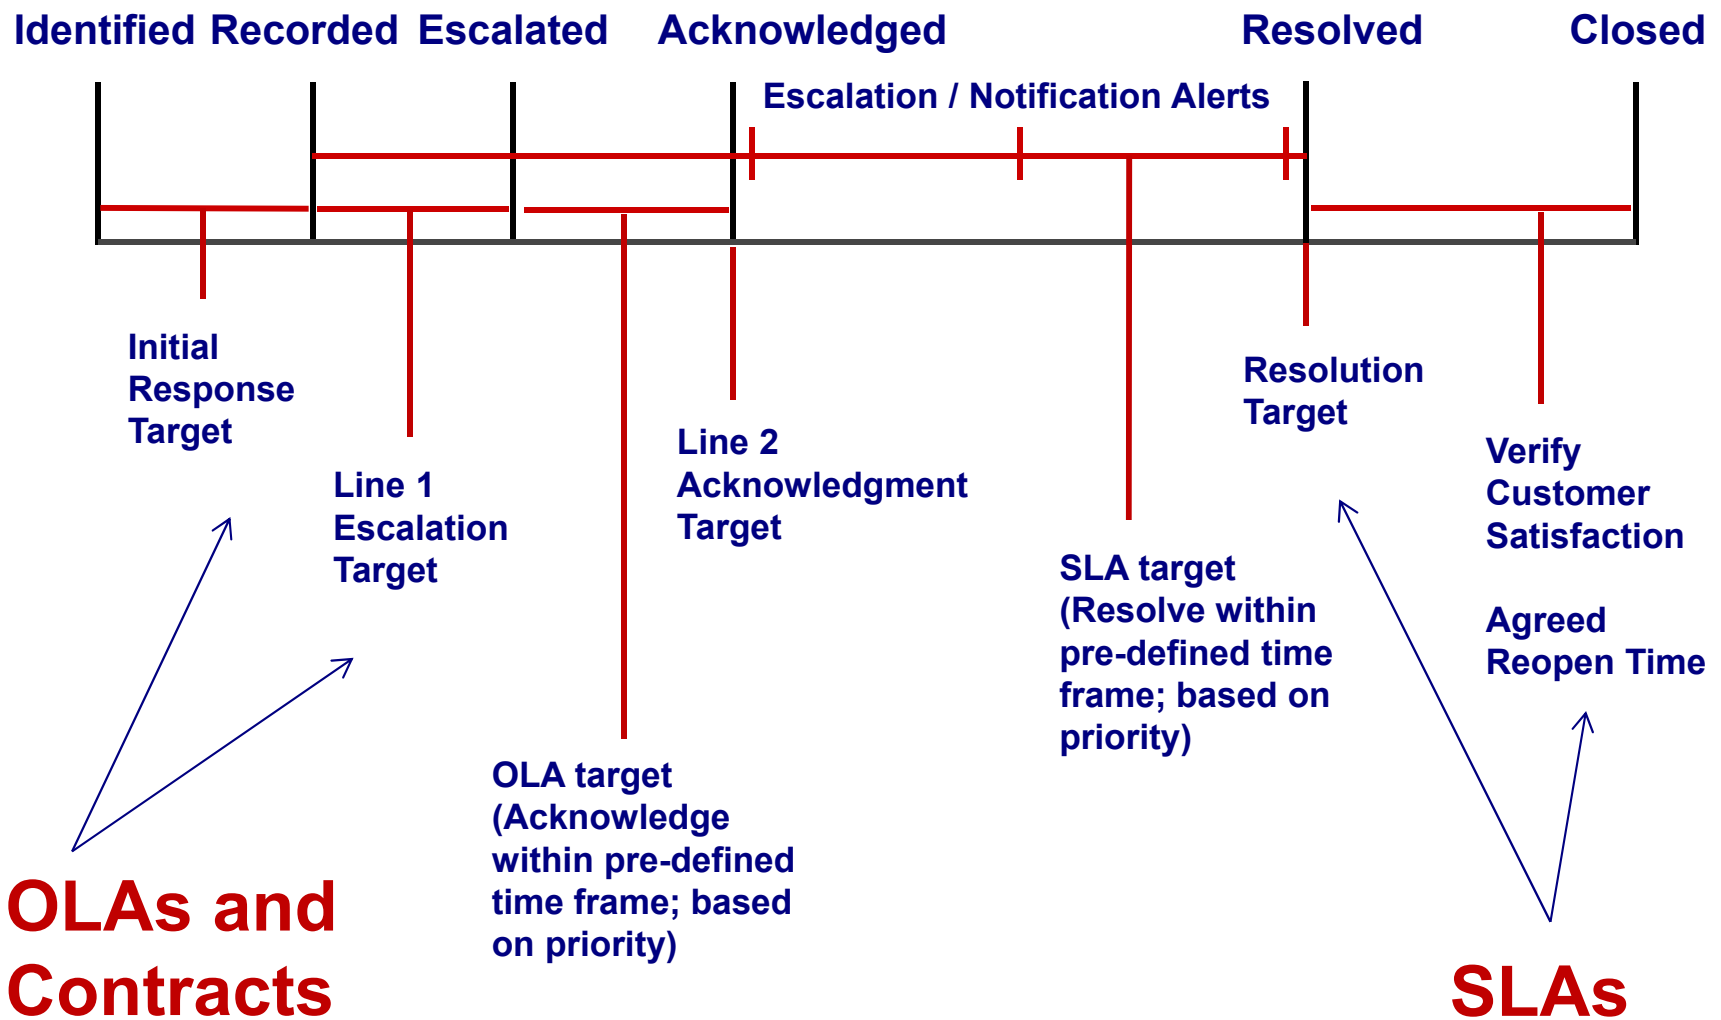 Identified Recorded Escalated Acknowledged Resolved Closed
Escalation / Notification Alerts
Initial
Response
Target
Line 1
Escalation
Target
OLA target
(Acknowledge
within pre-defined
time frame; based
on priority)
Line 2
Acknowledgment
Target
SLA target
(Resolve within
pre-defined time
frame; based on
priority)
Resolution
Target
Verify
Customer
Satisfaction
Agreed
Reopen Time
OLAs and
Contracts
SLAs